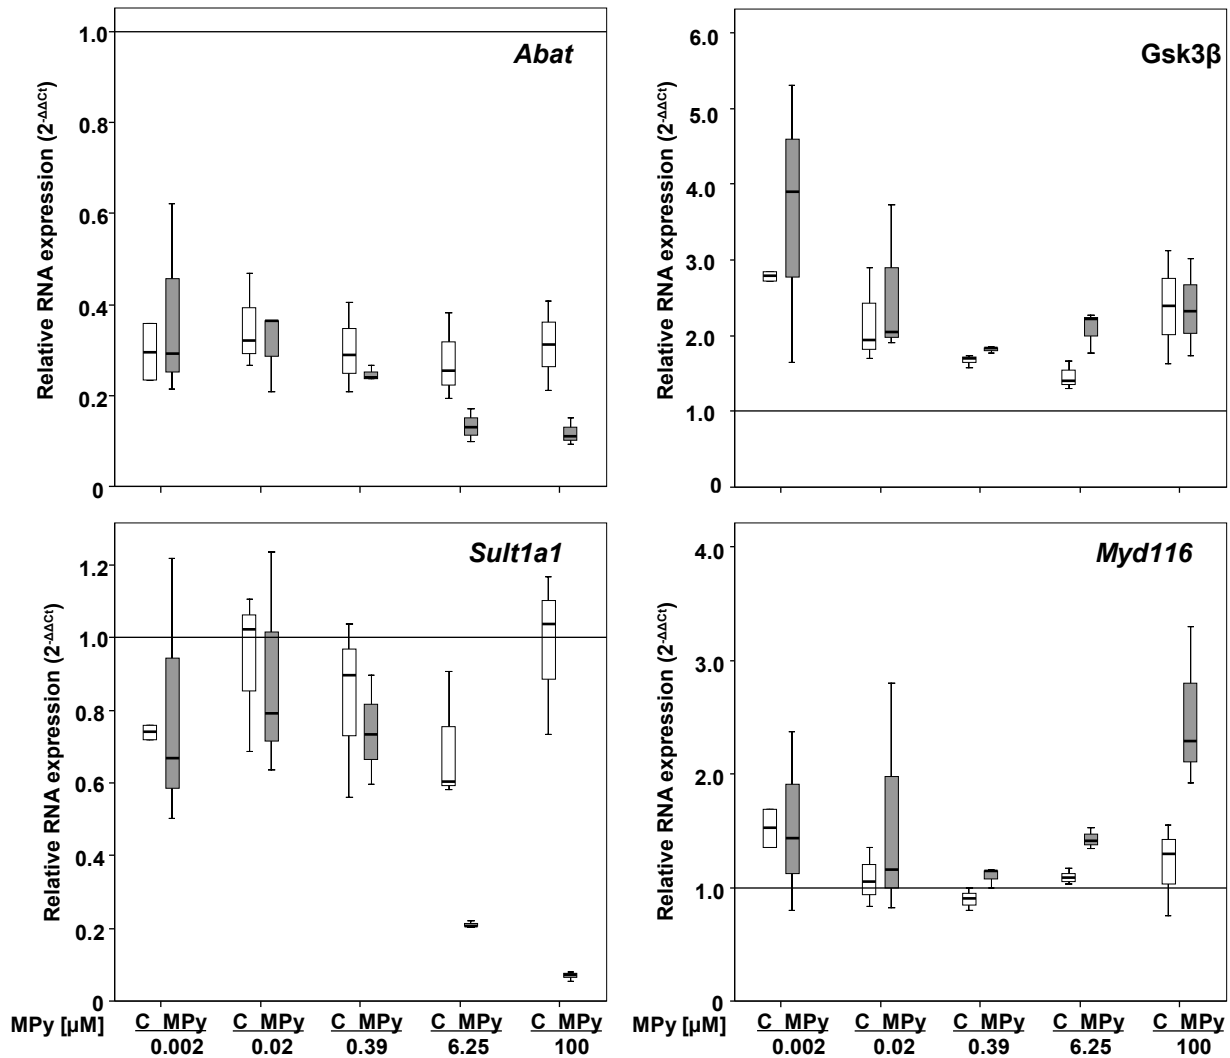 Abat
Relative RNA expression (2-ΔΔCt)
1.0
0.8
0.6
0.4
0.2
0
Gsk3β
Relative RNA expression (2-ΔΔCt)
6.0
5.0
4.0
3.0
2.0
1.0
0
Sult1a1
Relative RNA expression (2-ΔΔCt)
1.2
1.0
0.8
0.6
0.4
0.2
0
Myd116
Relative RNA expression (2-ΔΔCt)
4.0
3.0
2.0
1.0
0
MPy [µM]
C MPy C MPy C MPy C MPy C MPy
0.002 0.02 0.39 6.25 100
MPy [µM]
C MPy C MPy C MPy C MPy C MPy
0.002 0.02 0.39 6.25 100